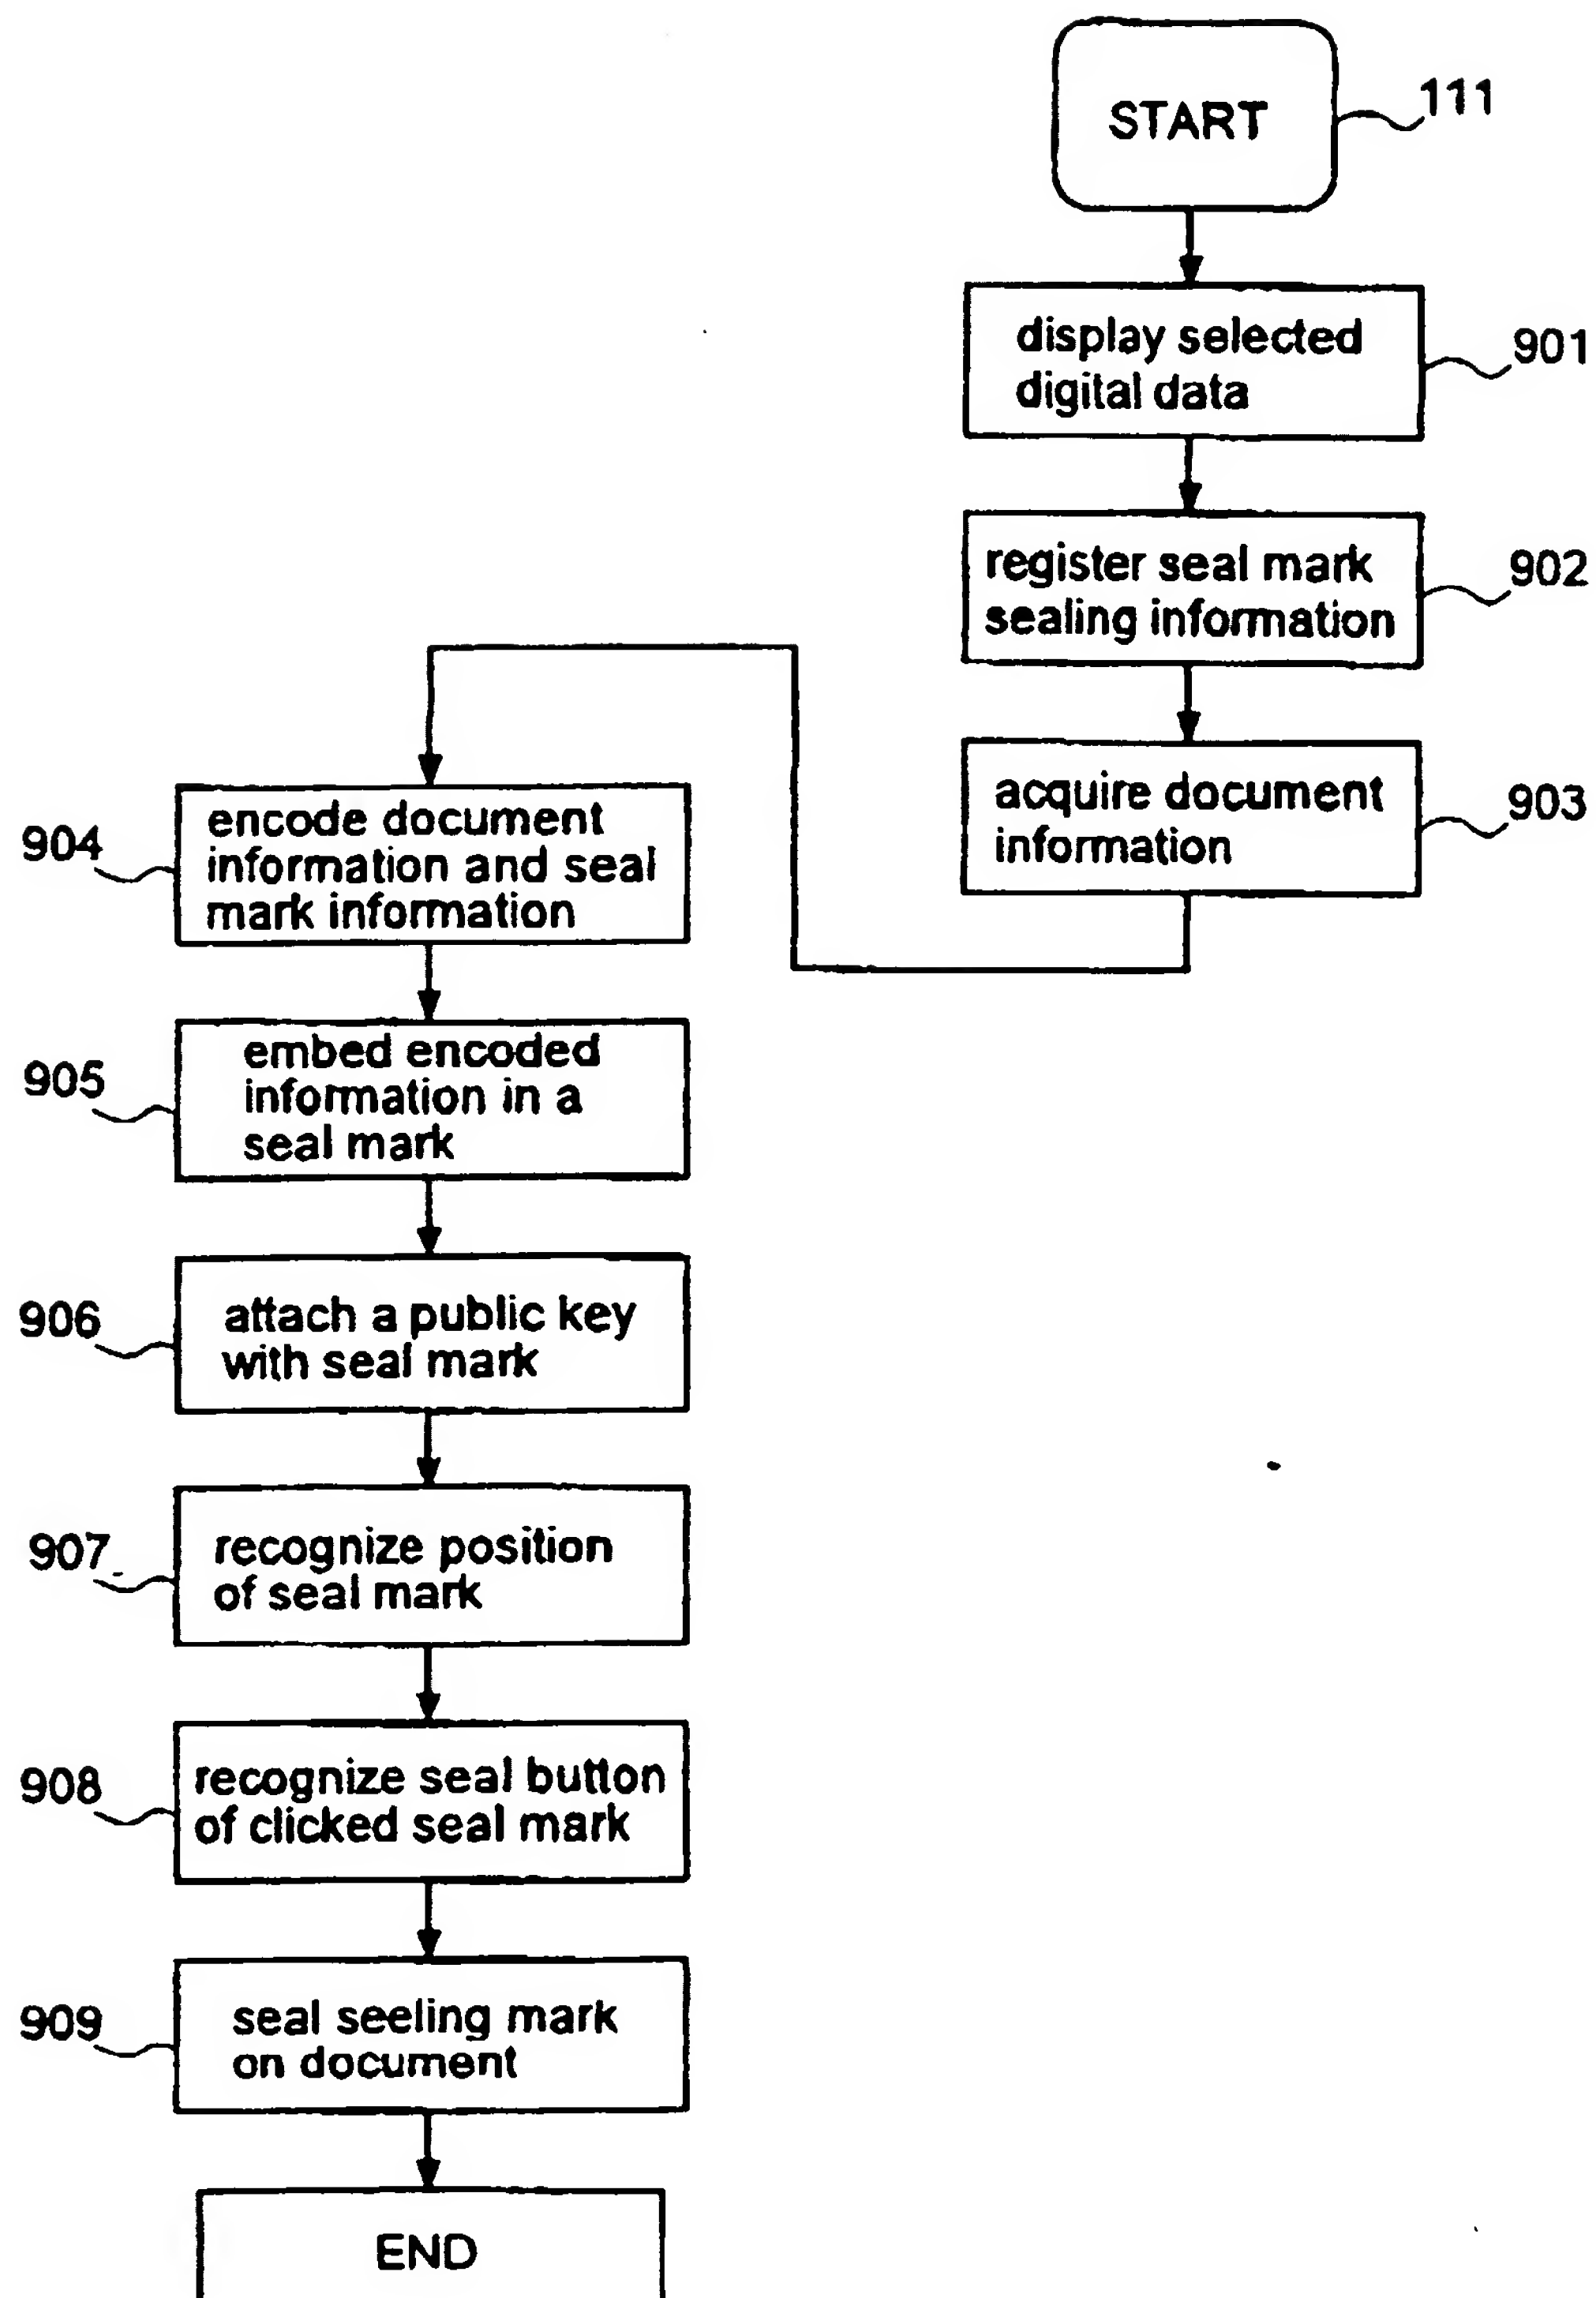 START
111
display selected
digital data
901
register seal mark
sealing information
902
acquire document
information
903
904
encode document
information and seal
mark information
905
embed encoded
information in a
seal mark
906
attach a public key
with seal mark
907
recognize position
of seal mark
908
recognize seal button
of clicked seal mark
909
seal seeling mark
on document
END